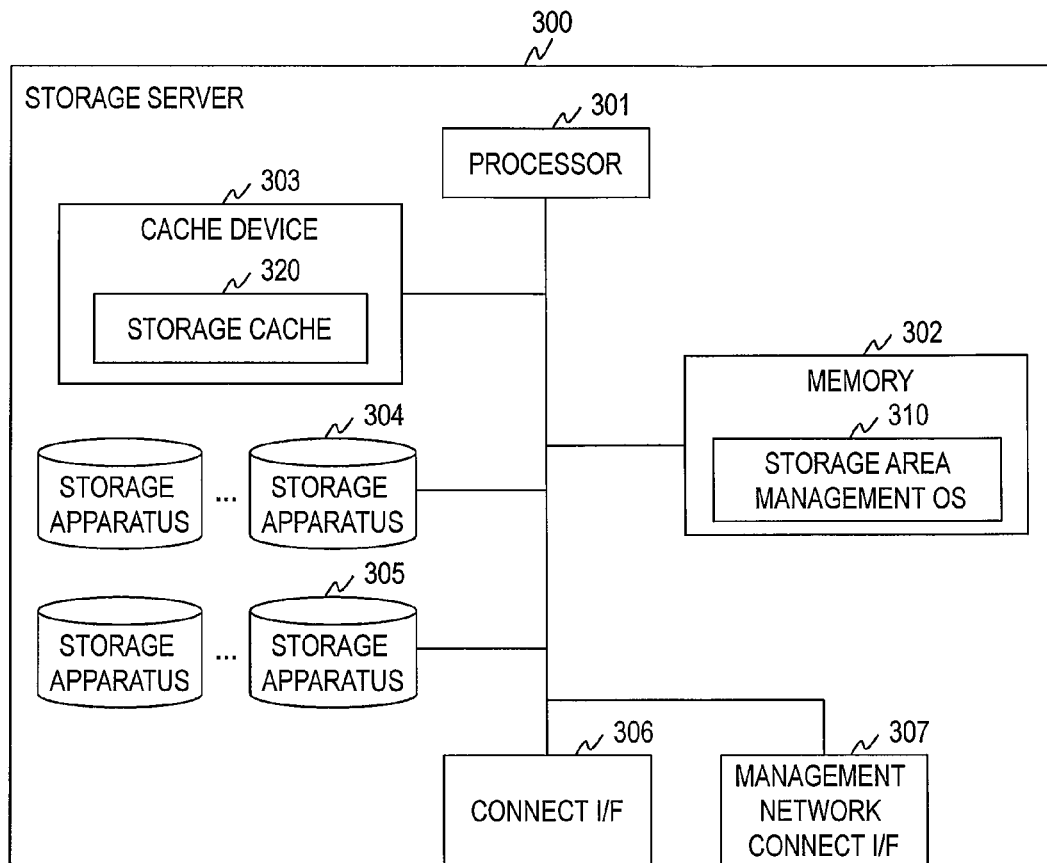 300
STORAGE SERVER
301
PROCESSOR
303
CACHE DEVICE
320
STORAGE CACHE
302
MEMORY
310
STORAGE AREA
MANAGEMENT OS
304
STORAGE
APPARATUS
...
STORAGE
APPARATUS
305
STORAGE
APPARATUS
...
STORAGE
APPARATUS
306
CONNECT I/F
307
MANAGEMENT
NETWORK
CONNECT I/F